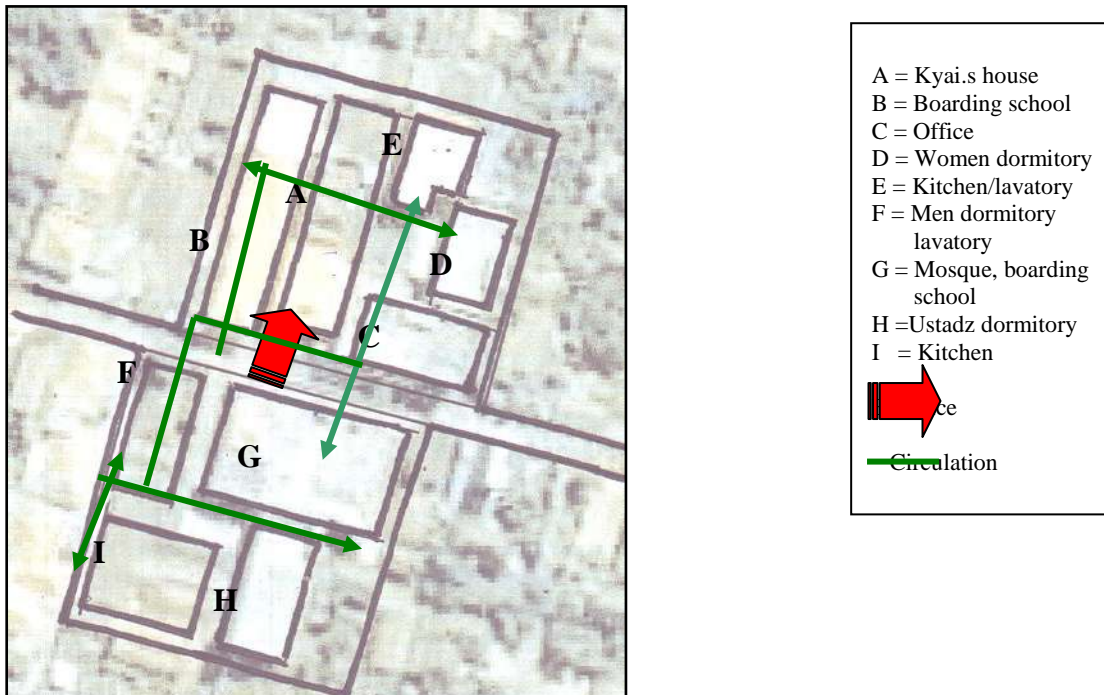 E
A
B
D
C
F
G
I
H
A = Kyai.s house
B = Boarding school
C = Office
D = Women dormitory
E = Kitchen/lavatory
F = Men dormitory
lavatory
G = Mosque, boarding
school
H =Ustadz dormitory
I = Kitchen
Circulation